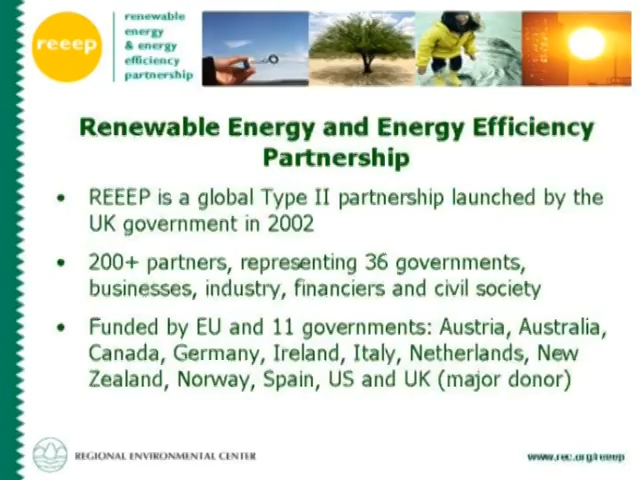 reeep
renewable
energy
& energy
efficiency
partnership
Renewable Energy and Energy Efficiency
Partnership
• REEEP is a global Type II partnership launched by the
UK government in 2002
• 200+ partners, representing 36 governments,
businesses, industry, financiers and civil society
• Funded by EU and 11 governments: Austria, Australia,
Canada, Germany, Ireland, Italy, Netherlands, New
Zealand, Norway, Spain, US and UK (major donor)
REGIONAL ENVIRONMENTAL CENTER
www.rec.org/reeep